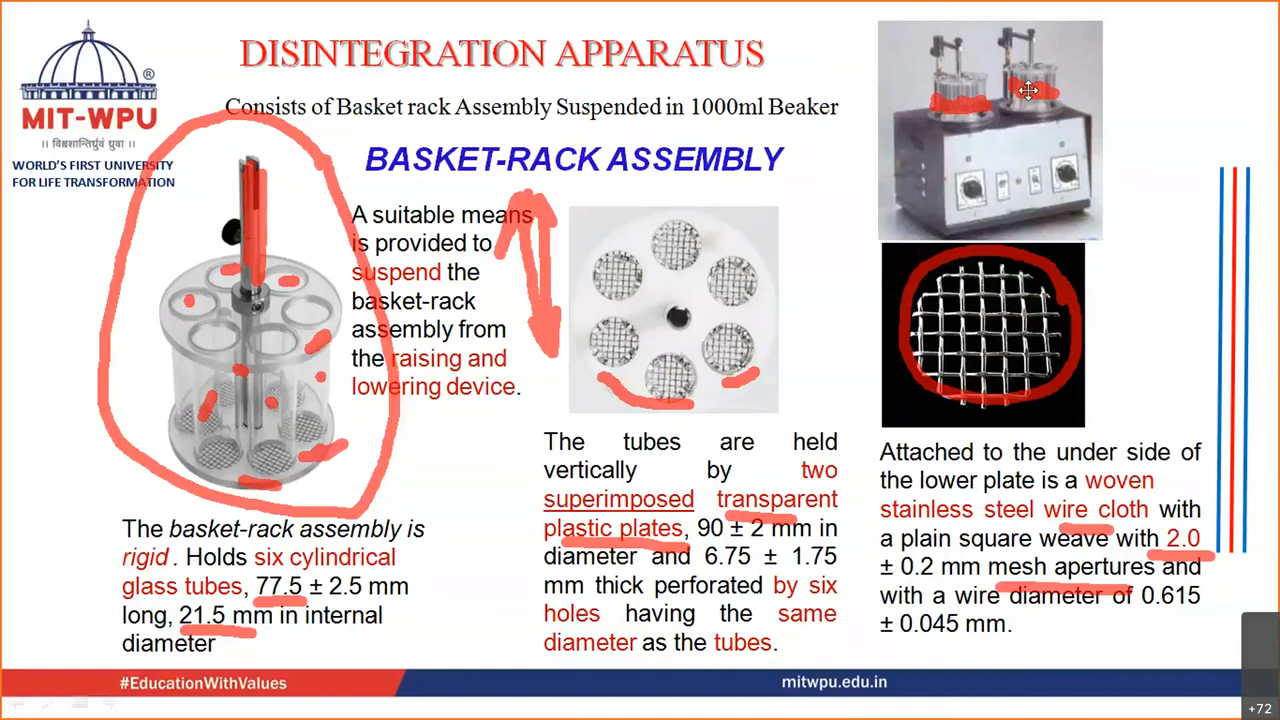 DISINTEGRATION APPARATUS
Consists of Basket rack Assembly Suspended in 1000ml Beaker
®
MIT-WPU
|| विश्वशान्तिर्ध्रुवं ध्रुवा ||
WORLD'S FIRST UNIVERSITY
FOR LIFE TRANSFORMATION
BASKET-RACK ASSEMBLY
A suitable means
is provided to
suspend the
basket-rack
assembly from
the raising and
lowering device.
The basket-rack assembly is
rigid . Holds six cylindrical
glass tubes, 77.5 ± 2.5 mm
long, 21.5 mm in internal
diameter
The tubes are held
vertically by two
superimposed transparent
plastic plates, 90 ± 2 mm in
diameter and 6.75 ± 1.75
mm thick perforated by six
holes having the same
diameter as the tubes.
Attached to the under side of
the lower plate is a woven
stainless steel wire cloth with
a plain square weave with 2.0
± 0.2 mm mesh apertures and
with a wire diameter of 0.615
± 0.045 mm.
#EducationWithValues
mitwpu.edu.in
+72